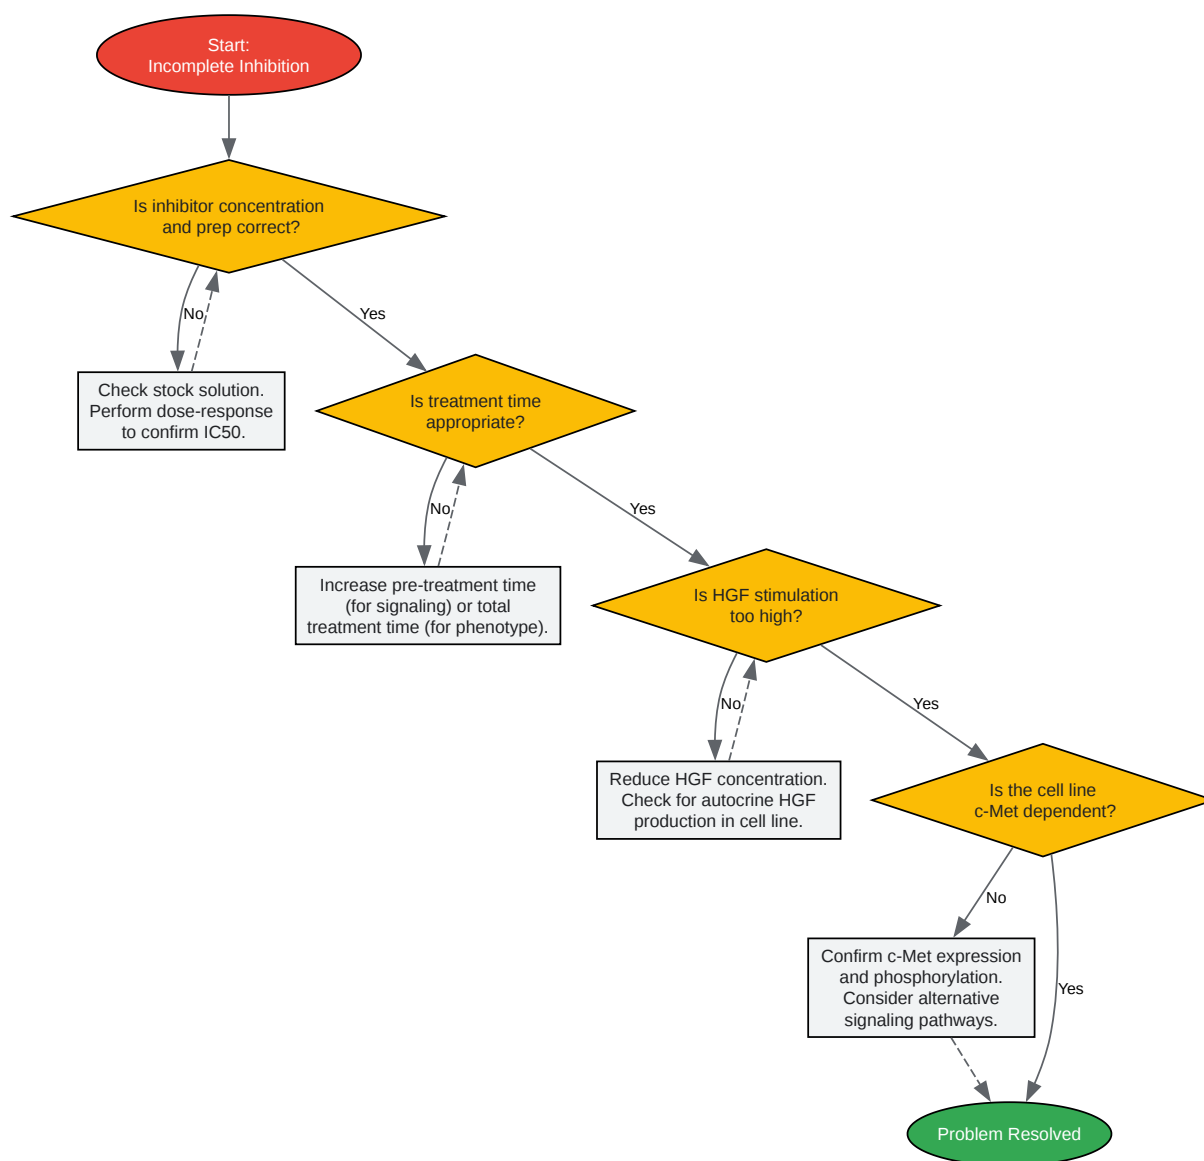 Start:
Incomplete Inhibition
Is inhibitor concentration
and prep correct?
No
Yes
Check stock solution.
Perform dose-response
to confirm IC50.
Is treatment time
appropriate?
No
Yes
Increase pre-treatment time
(for signaling) or total
treatment time (for phenotype).
Is HGF stimulation
too high?
No
Yes
Reduce HGF concentration.
Check for autocrine HGF
production in cell line.
Is the cell line
c-Met dependent?
No
Yes
Confirm c-Met expression
and phosphorylation.
Consider alternative
signaling pathways.
Problem Resolved